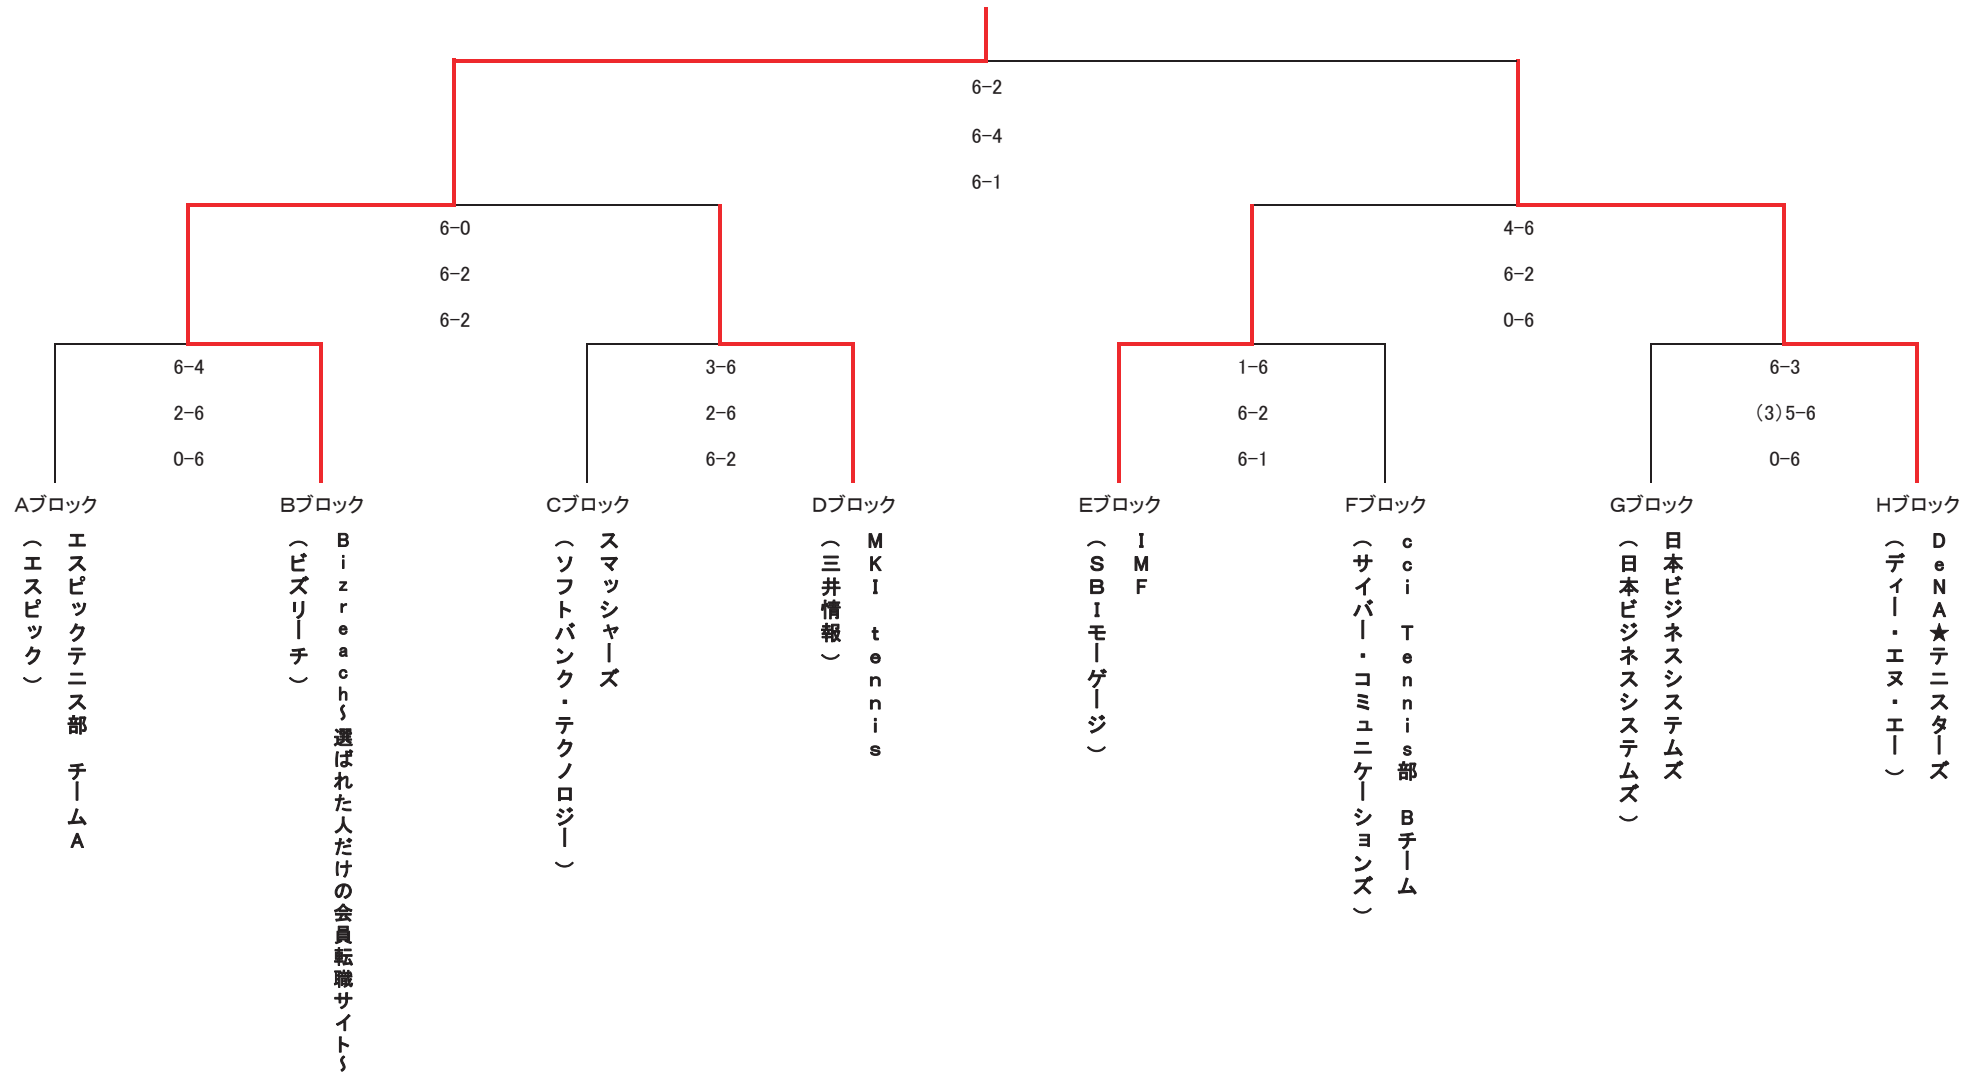 6-2
6-4
6-1
6-0
6-2
6-2
4-6
6-2
0-6
6-4
2-6
0-6
3-6
2-6
6-2
1-6
6-2
6-1
6-3
(3)5-6
0-6
Aブロック
エスピックテニス部 チームA
(エスピック)
Bブロック
Bizreach~選ばれた人だけの会員転職サイト~
(ビズリーチ)
Cブロック
スマッシャーズ
(ソフトバンク・テクノロジー)
Dブロック
MKI tennis
(三井情報)
Eブロック
IMF
(SBIモーゲージ)
Fブロック
cci Tennis部 Bチーム
(サイバー・コミュニケーションズ)
Gブロック
日本ビジネスシステムズ
(日本ビジネスシステムズ)
Hブロック
DeNA★テニスターズ
(ディー・エヌ・エー)